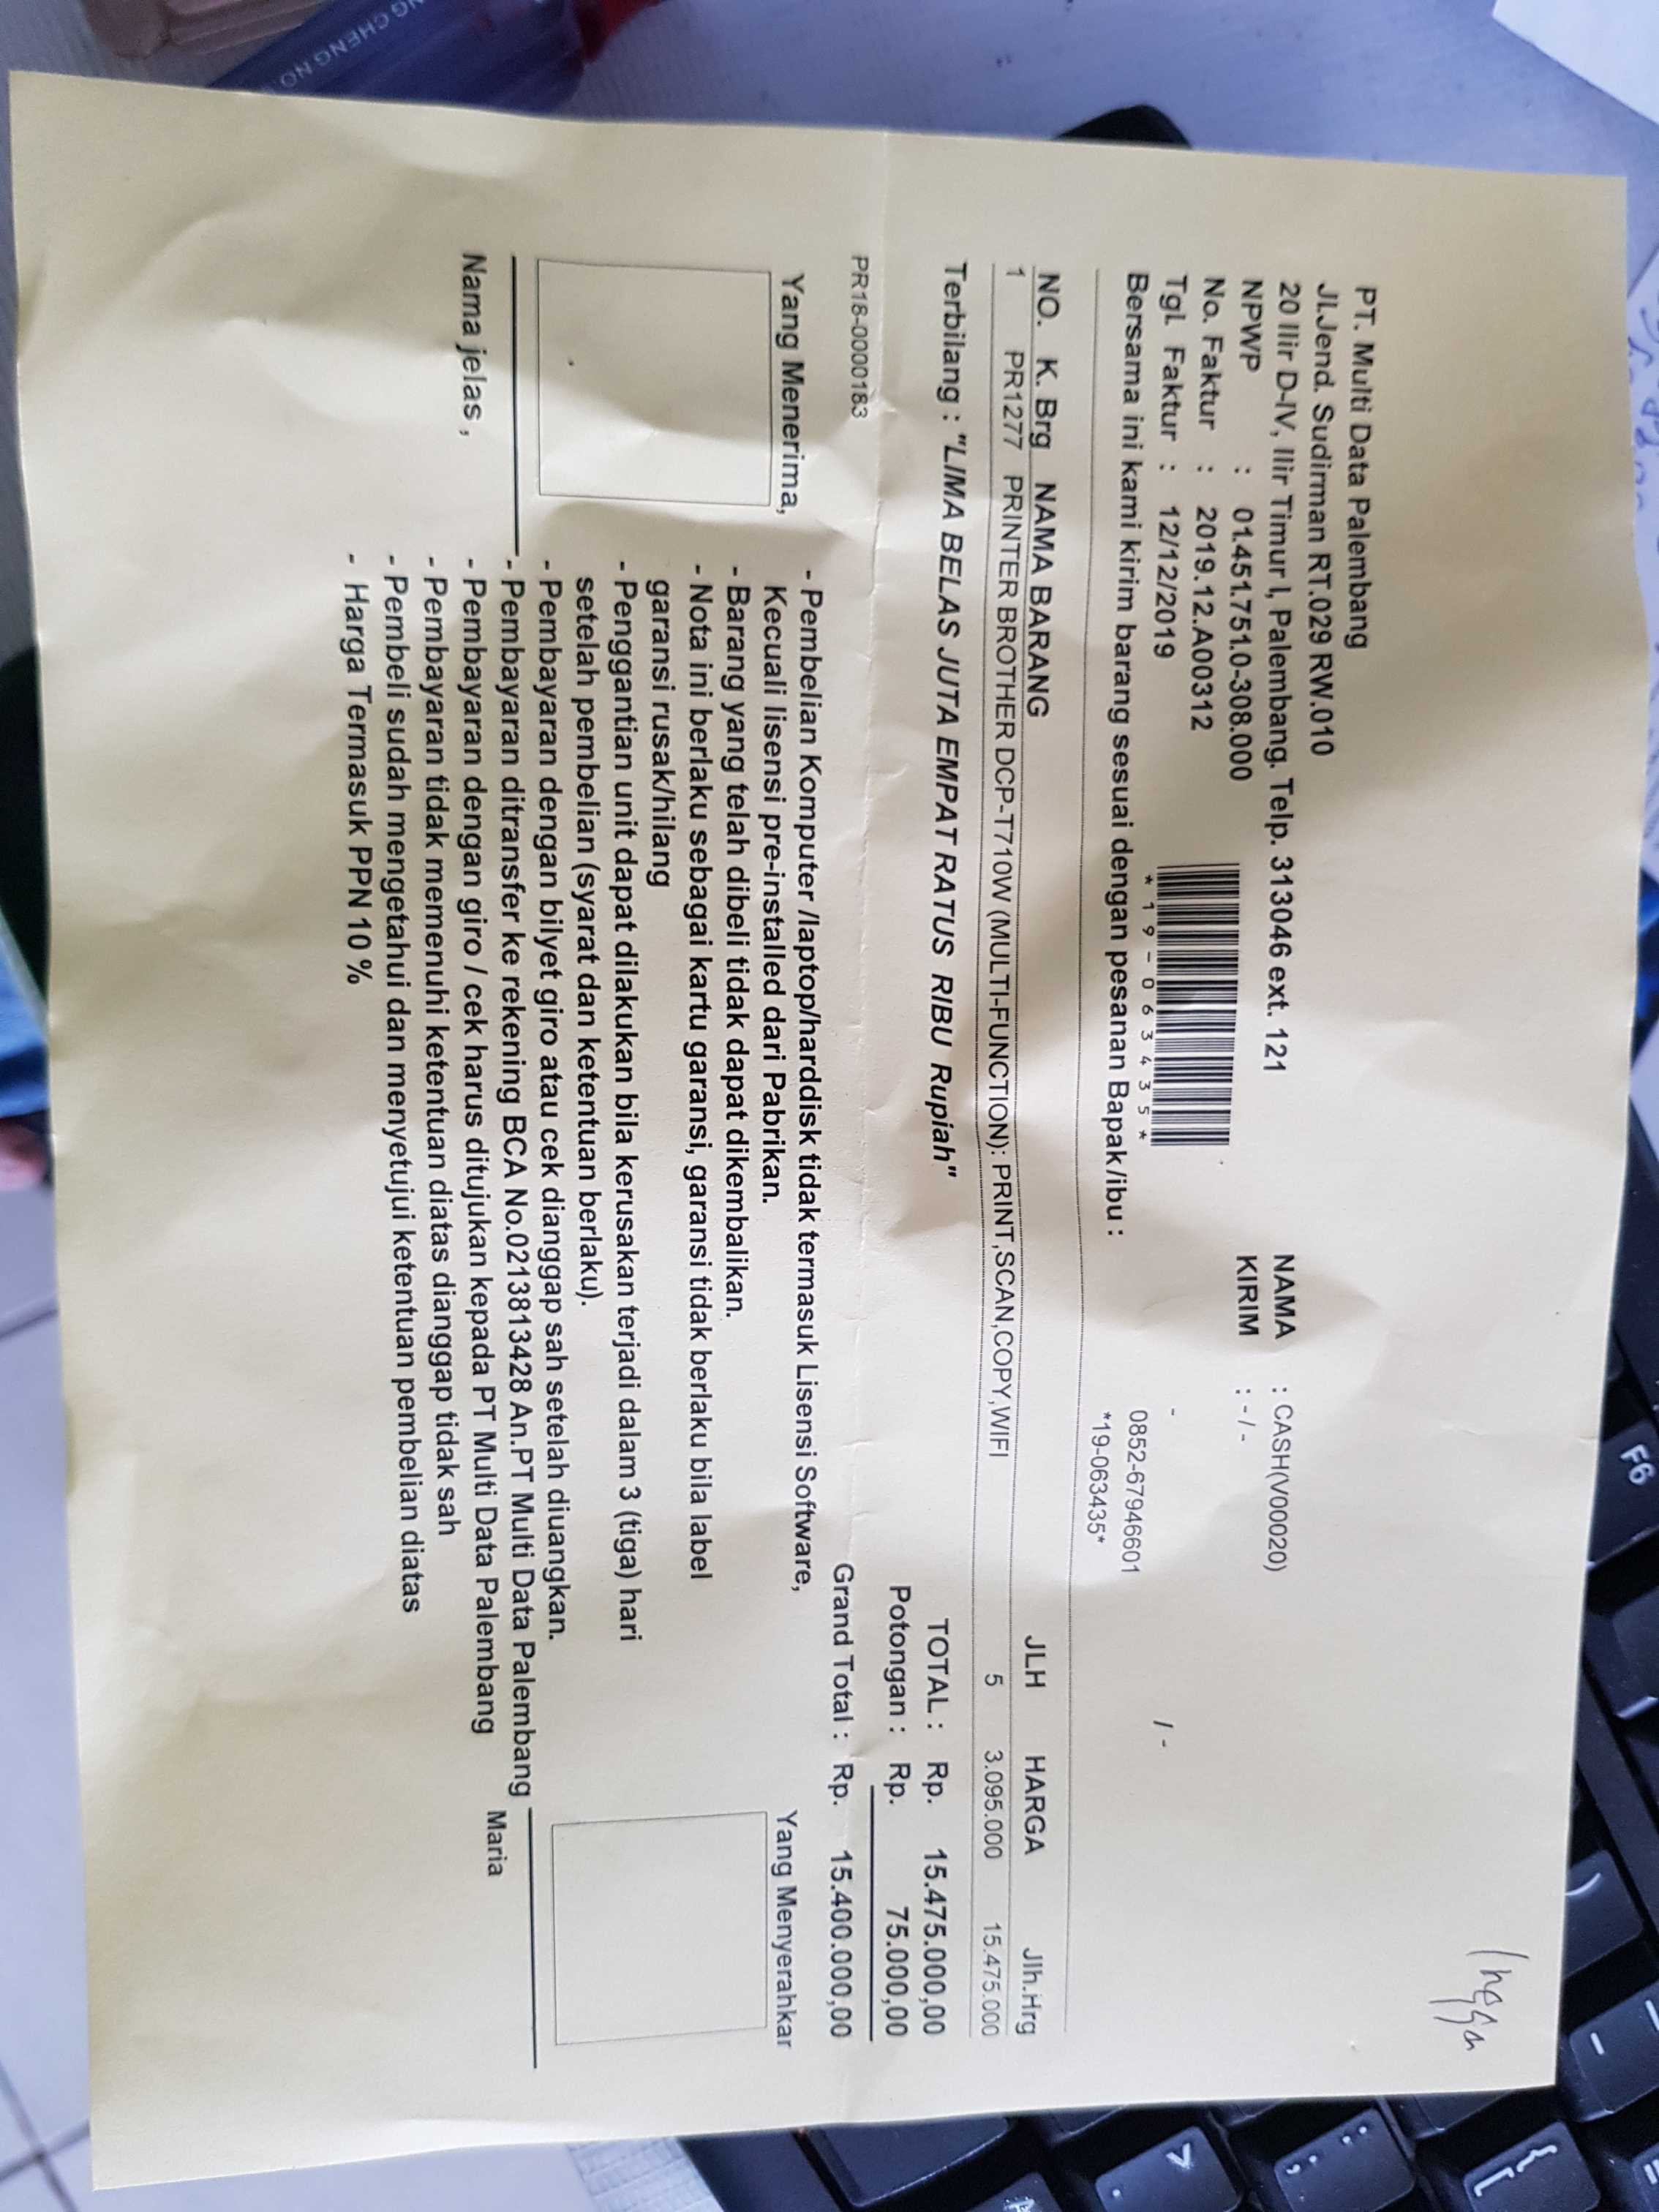 Ingga
PT. Multi Data Palembang
Jl.Jend. Sudirman RT.029 RW.010
20 Ilir D-IV, Ilir Timur I, Palembang. Telp. 313046 ext. 121
NPWP : 01.451.751.0-308.000
No. Faktur : 2019.12.A00312
Tgl. Faktur : 12/12/2019
*19-063435*
NAMA : CASH(V00020)
KIRIM : - / -
- / -
0852-67946601
*19-063435*
Bersama ini kami kirim barang sesuai dengan pesanan Bapak/ibu :
NO. K. Brg NAMA BARANG JLH HARGA Jlh.Hrg
1 PR1277 PRINTER BROTHER DCP-T710W (MULTI-FUNCTION): PRINT,SCAN,COPY,WIFI 5 3.095.000 15.475.000
Terbilang : "LIMA BELAS JUTA EMPAT RATUS RIBU Rupiah"
TOTAL : Rp. 15.475.000,00
Potongan : Rp. 75.000,00
Grand Total : Rp. 15.400.000,00
PR18-0000183
Yang Menerima,
Nama jelas ,
- Pembelian Komputer /laptop/harddisk tidak termasuk Lisensi Software,
Kecuali lisensi pre-installed dari Pabrikan.
- Barang yang telah dibeli tidak dapat dikembalikan.
- Nota ini berlaku sebagai kartu garansi, garansi tidak berlaku bila label
garansi rusak/hilang
- Penggantian unit dapat dilakukan bila kerusakan terjadi dalam 3 (tiga) hari
setelah pembelian (syarat dan ketentuan berlaku).
- Pembayaran dengan bilyet giro atau cek dianggap sah setelah diuangkan.
- Pembayaran ditransfer ke rekening BCA No.0213813428 An.PT Multi Data Palembang
- Pembayaran dengan giro / cek harus ditujukan kepada PT Multi Data Palembang
- Pembayaran tidak memenuhi ketentuan diatas dianggap tidak sah
- Pembeli sudah mengetahui dan menyetujui ketentuan pembelian diatas
- Harga Termasuk PPN 10 %
Yang Menyerahkar
Maria
F6